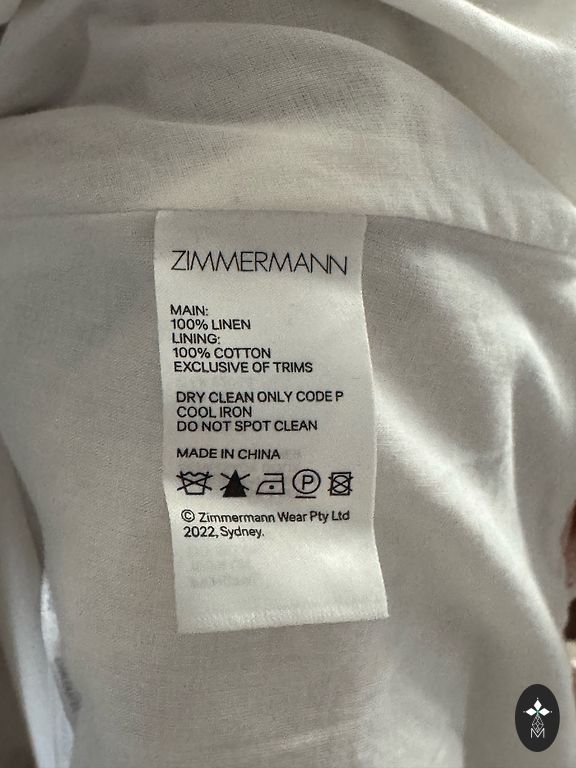 ZIMMERMANN
MAIN:
100% LINEN
LINING:
100% COTTON
EXCLUSIVE OF TRIMS
DRY CLEAN ONLY CODE P
COOL IRON
DO NOT SPOT CLEAN
MADE IN CHINA
P
© Zimmermann Wear Pty Ltd
2022, Sydney.
M